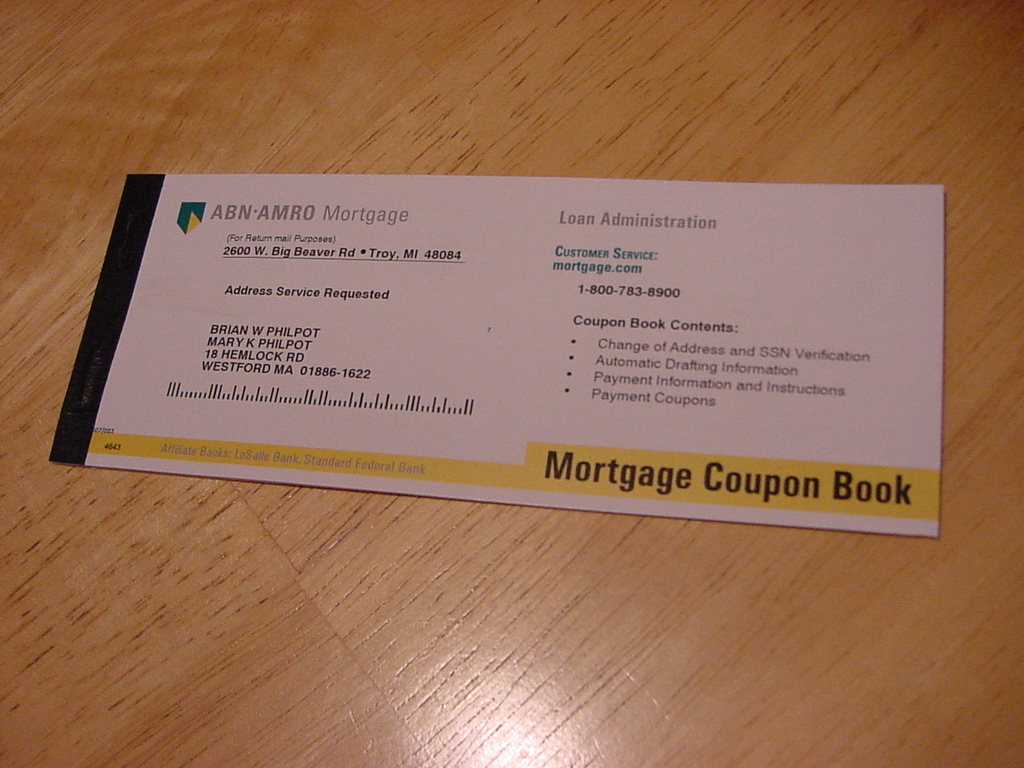 ABN·AMRO Mortgage
(For Return mail Purposes)
2600 W. Big Beaver Rd • Troy, MI 48084
Address Service Requested
BRIAN W PHILPOT
MARY K PHILPOT
18 HEMLOCK RD
WESTFORD MA 01886-1622
4643
Affiliate Banks: LaSalle Bank, Standard Federal Bank
Loan Administration
CUSTOMER SERVICE:
mortgage.com
1-800-783-8900
Coupon Book Contents:
• Change of Address and SSN Verification
• Automatic Drafting Information
• Payment Information and Instructions
• Payment Coupons
Mortgage Coupon Book